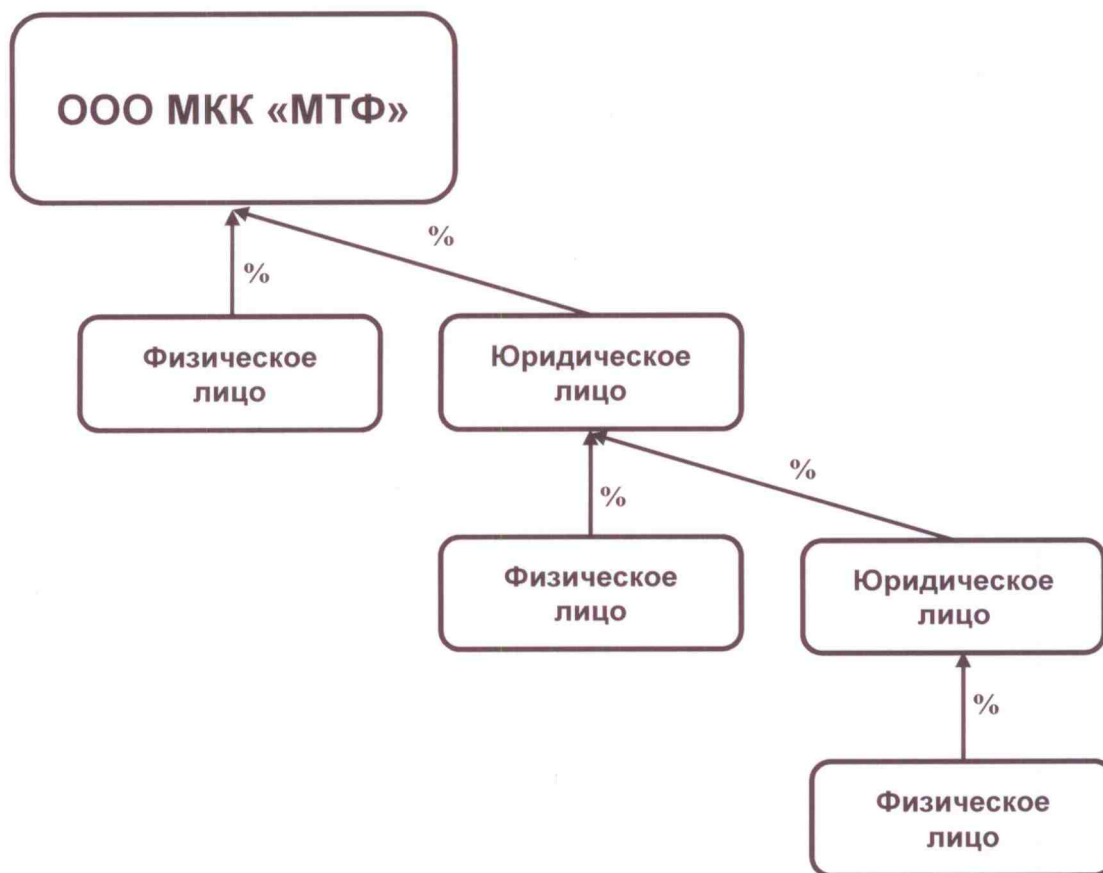 ООО МКК «МТФ»
%
%
Физическое
лицо
Юридическое
лицо
%
%
Физическое
лицо
Юридическое
лицо
%
Физическое
лицо